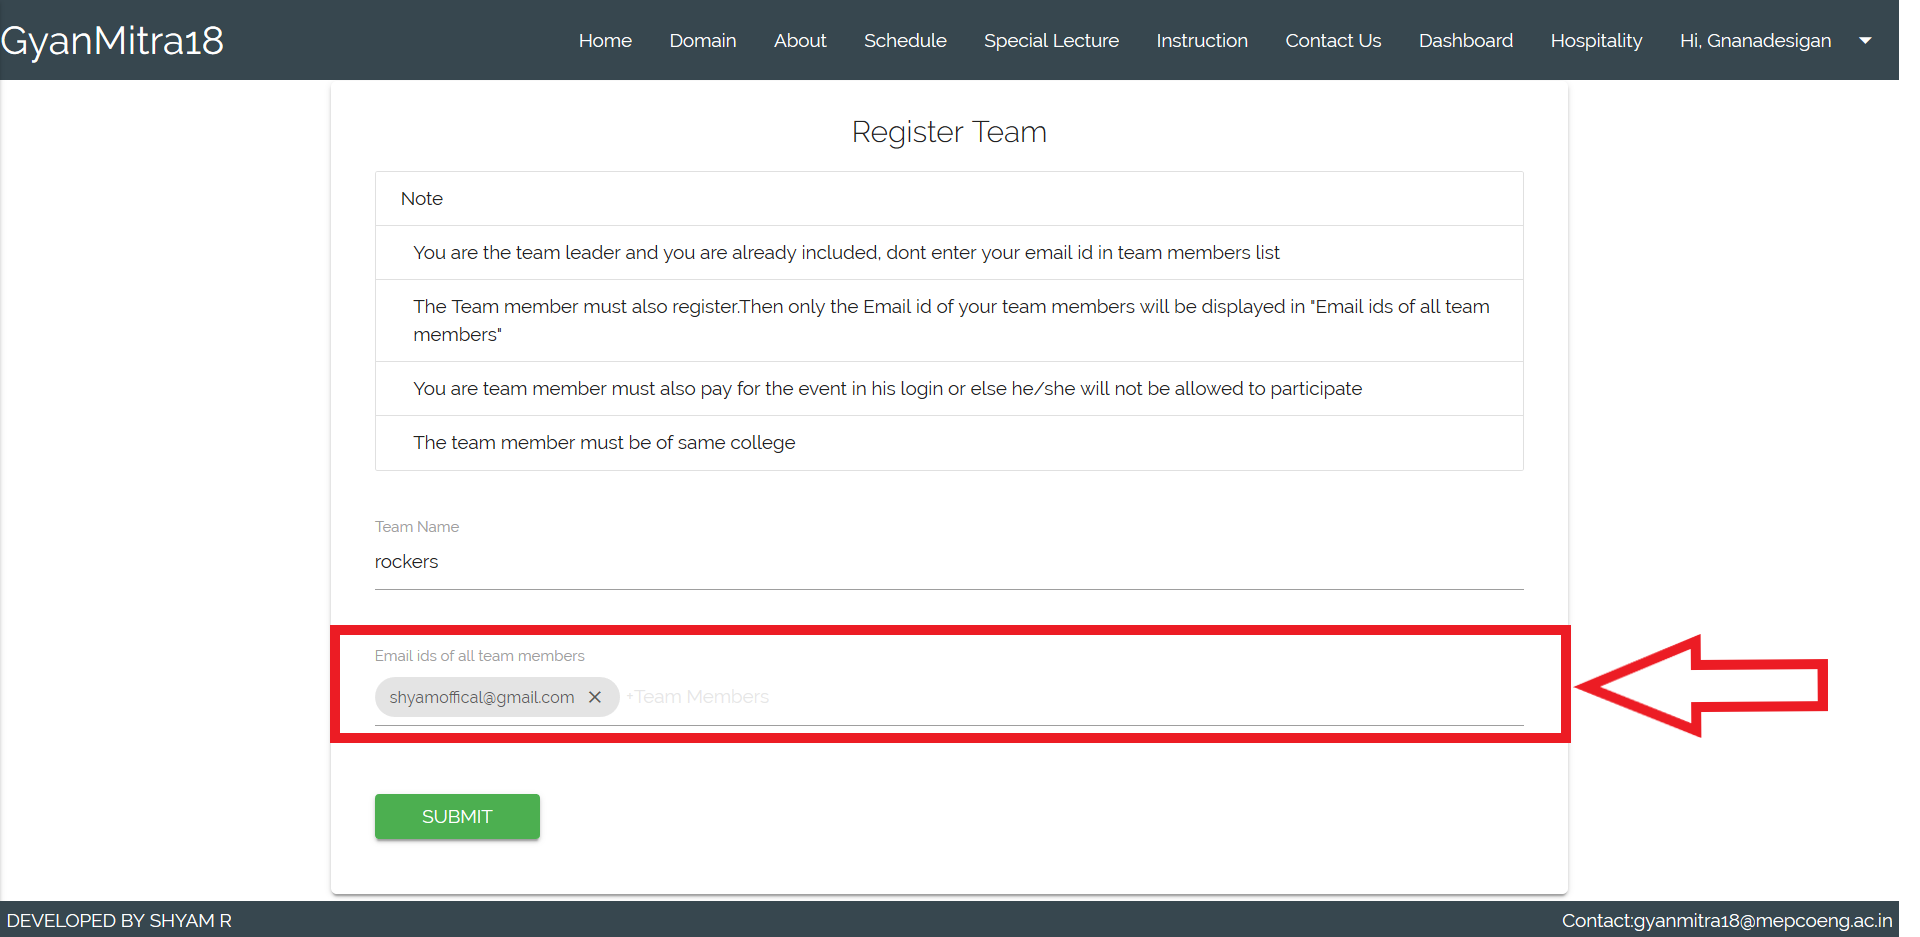 GyanMitra18
Home Domain About Schedule Special Lecture Instruction Contact Us Dashboard Hospitality Hi, Gnanadesigan
Register Team
Note
You are the team leader and you are already included, dont enter your email id in team members list
The Team member must also register.Then only the Email id of your team members will be displayed in "Email ids of all team
members"
You are team member must also pay for the event in his login or else he/she will not be allowed to participate
The team member must be of same college
Team Name
rockers
Email ids of all team members
shyamoffical@gmail.com +Team Members
SUBMIT
DEVELOPED BY SHYAM R
Contact:gyanmitra18@mepcoeng.ac.in